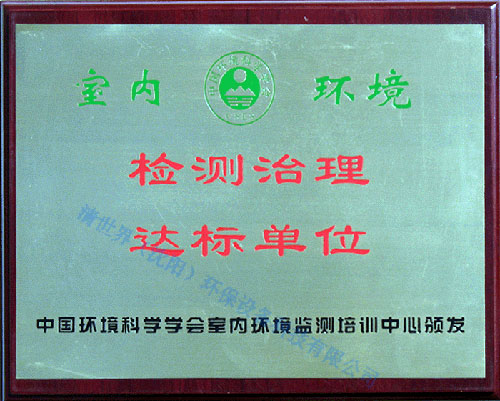 室内 环境
检测治理
达标单位
中国环境科学学会室内环境监测培训中心颁发